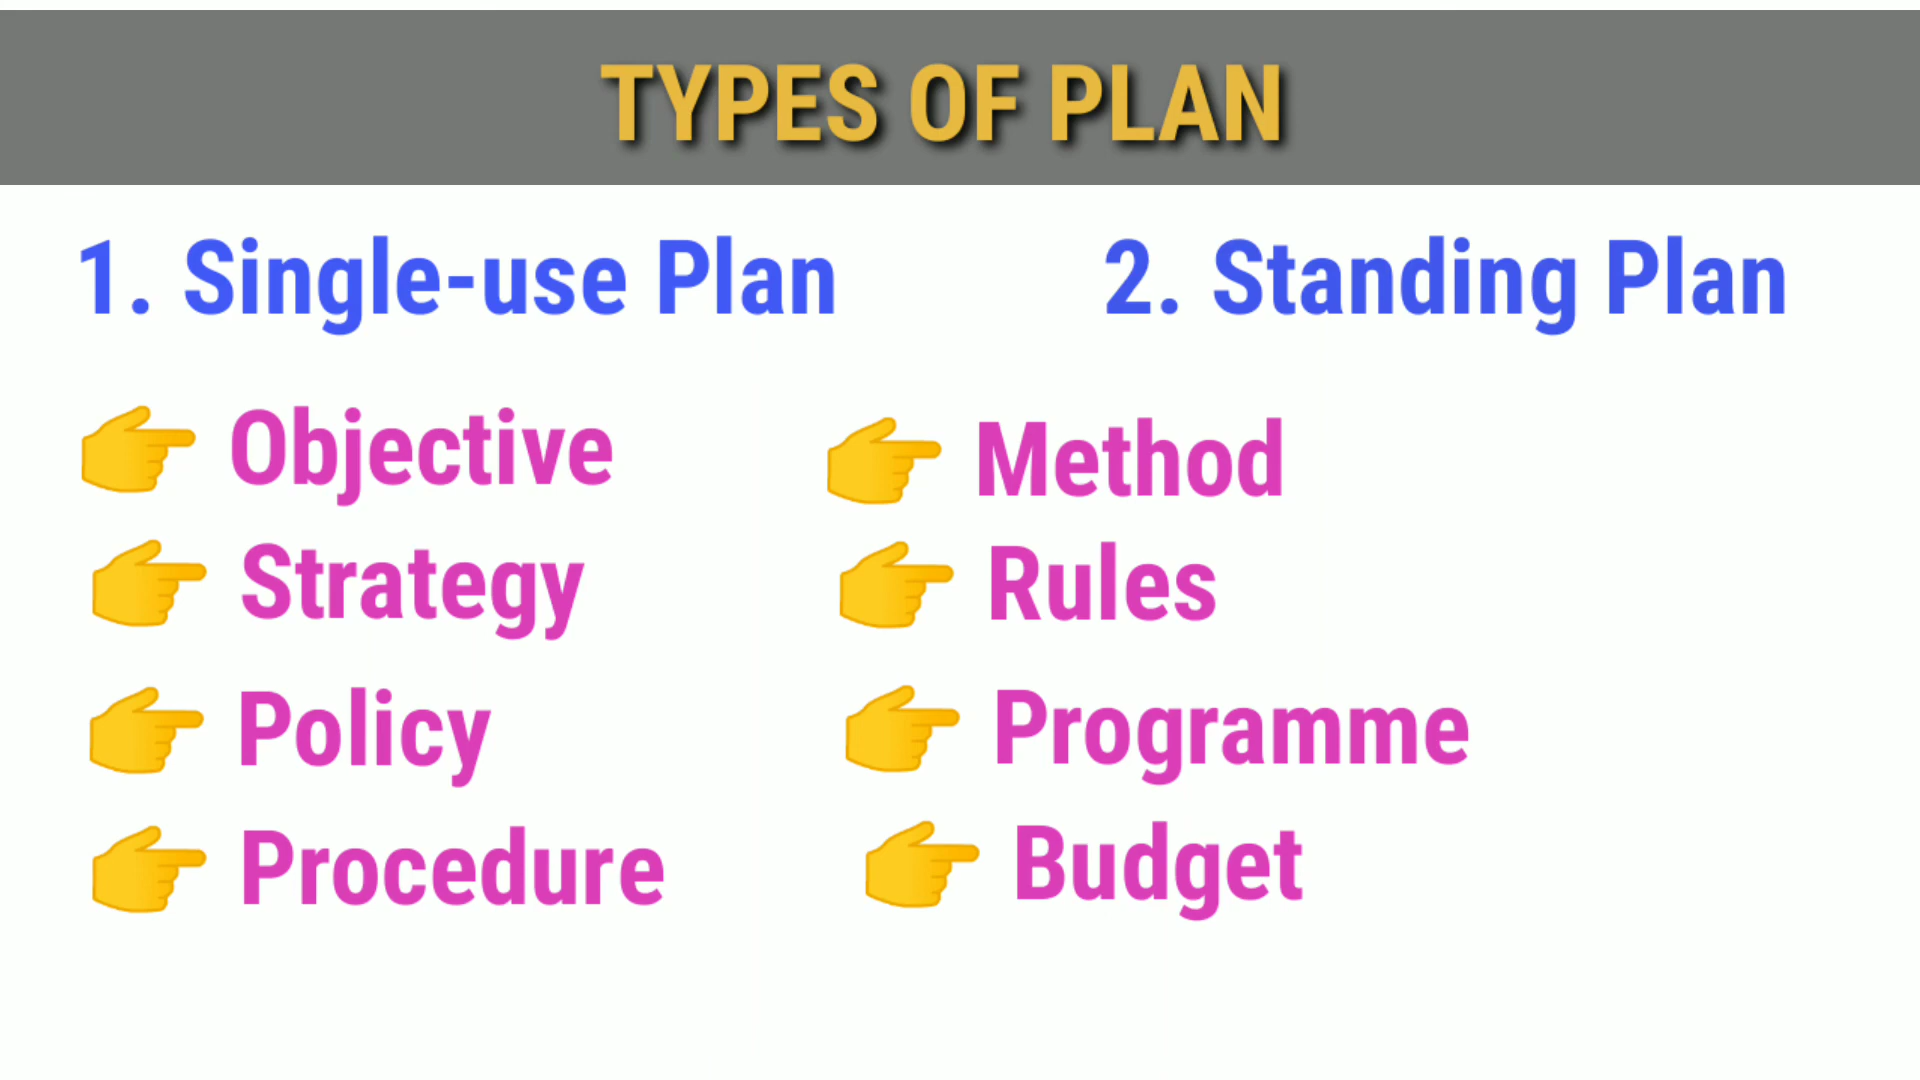 TYPES OF PLAN
1. Single-use Plan
2. Standing Plan
👉 Objective
👉 Strategy
👉 Policy
👉 Procedure
👉 Method
👉 Rules
👉 Programme
👉 Budget